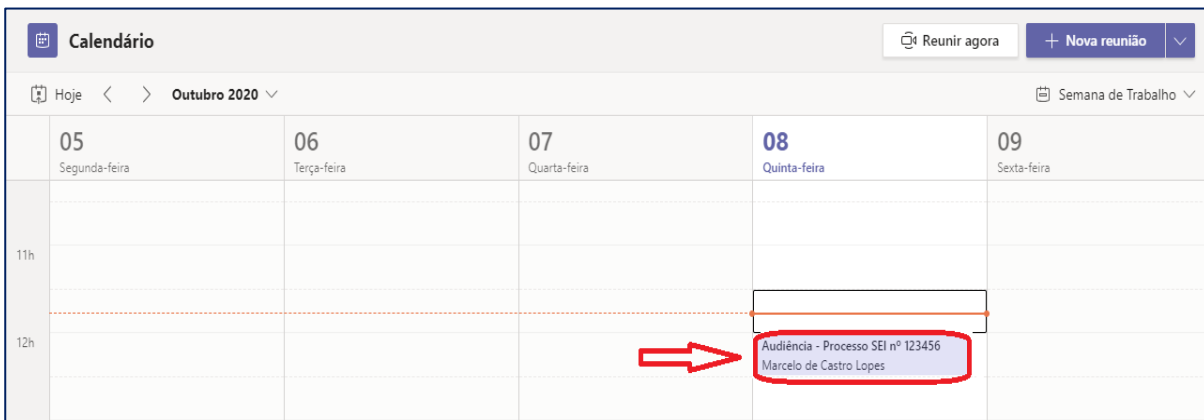 Calendário
Reunir agora
+ Nova reunião
Hoje
Outubro 2020
Semana de Trabalho
05
06
07
08
09
Segunda-feira
Terça-feira
Quarta-feira
Quinta-feira
Sexta-feira
11h
12h
Audiência - Processo SEI nº 123456
Marcelo de Castro Lopes